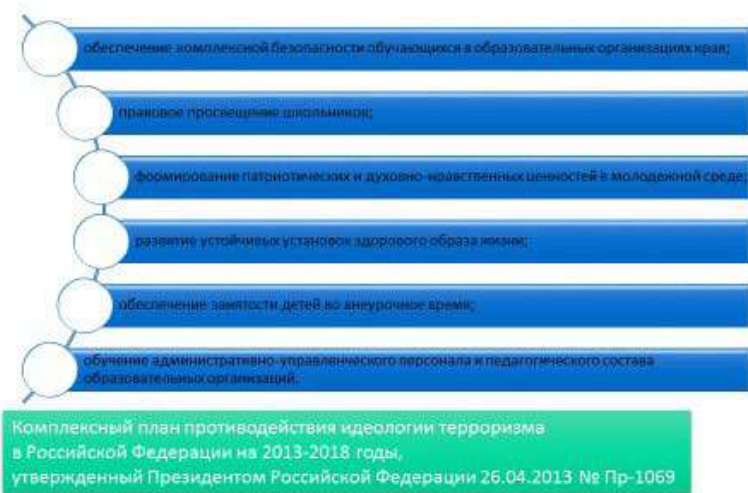 обеспечение комплексной безопасности обучающихся в образовательных организациях края;
правовое просвещение школьников;
формирование патриотических и духовно-нравственных ценностей в молодежной среде;
развитие устойчивых установок здорового образа жизни;
обеспечение занятости детей во внеурочное время;
обучение административно-управленческого персонала и педагогического состава
образовательных организаций.
Комплексный план противодействия идеологии терроризма
в Российской Федерации на 2013-2018 годы,
утвержденный Президентом Российской Федерации 26.04.2013 № Пр-1069